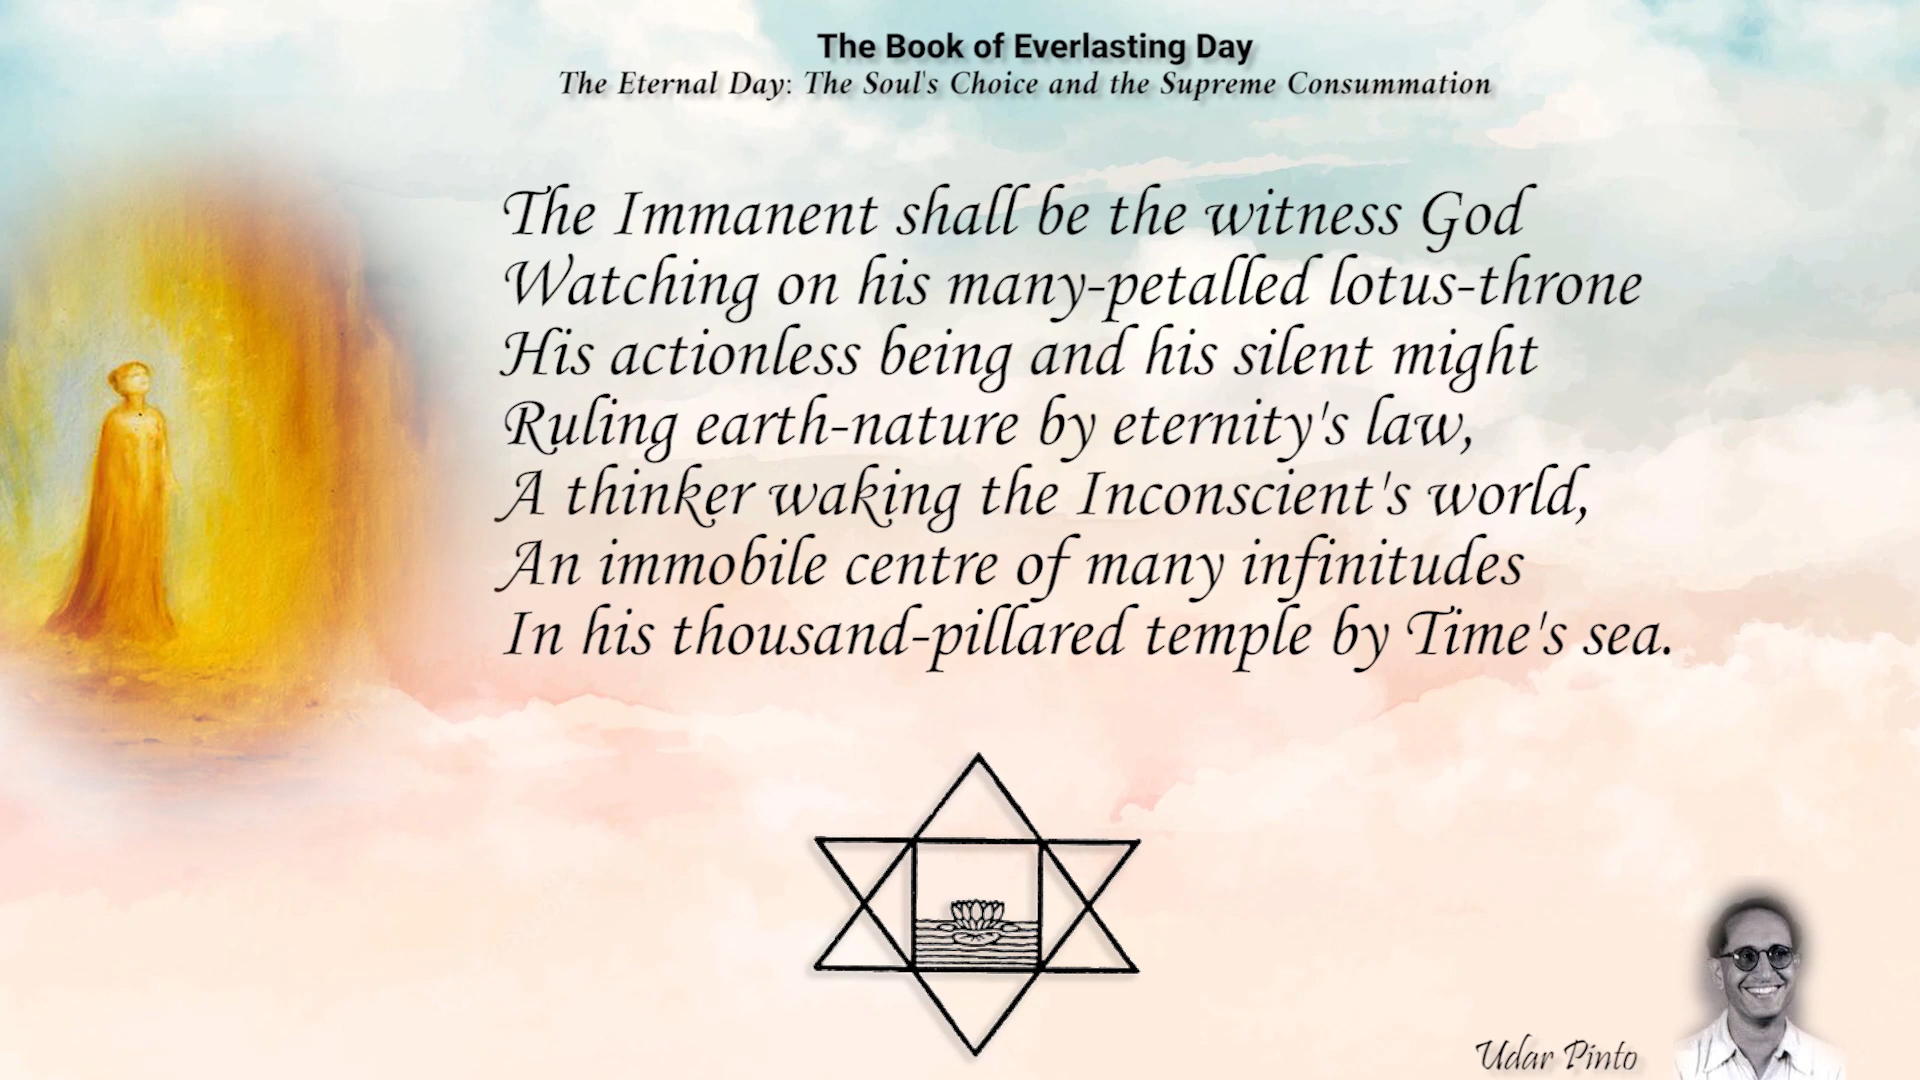 The Book of Everlasting Day
The Eternal Day: The Soul's Choice and the Supreme Consummation
The Immanent shall be the witness God
Watching on his many-petalled lotus-throne
His actionless being and his silent might
Ruling earth-nature by eternity's law,
A thinker waking the Inconscient's world,
An immobile centre of many infinitudes
In his thousand-pillared temple by Time's sea.
Udar Pinto